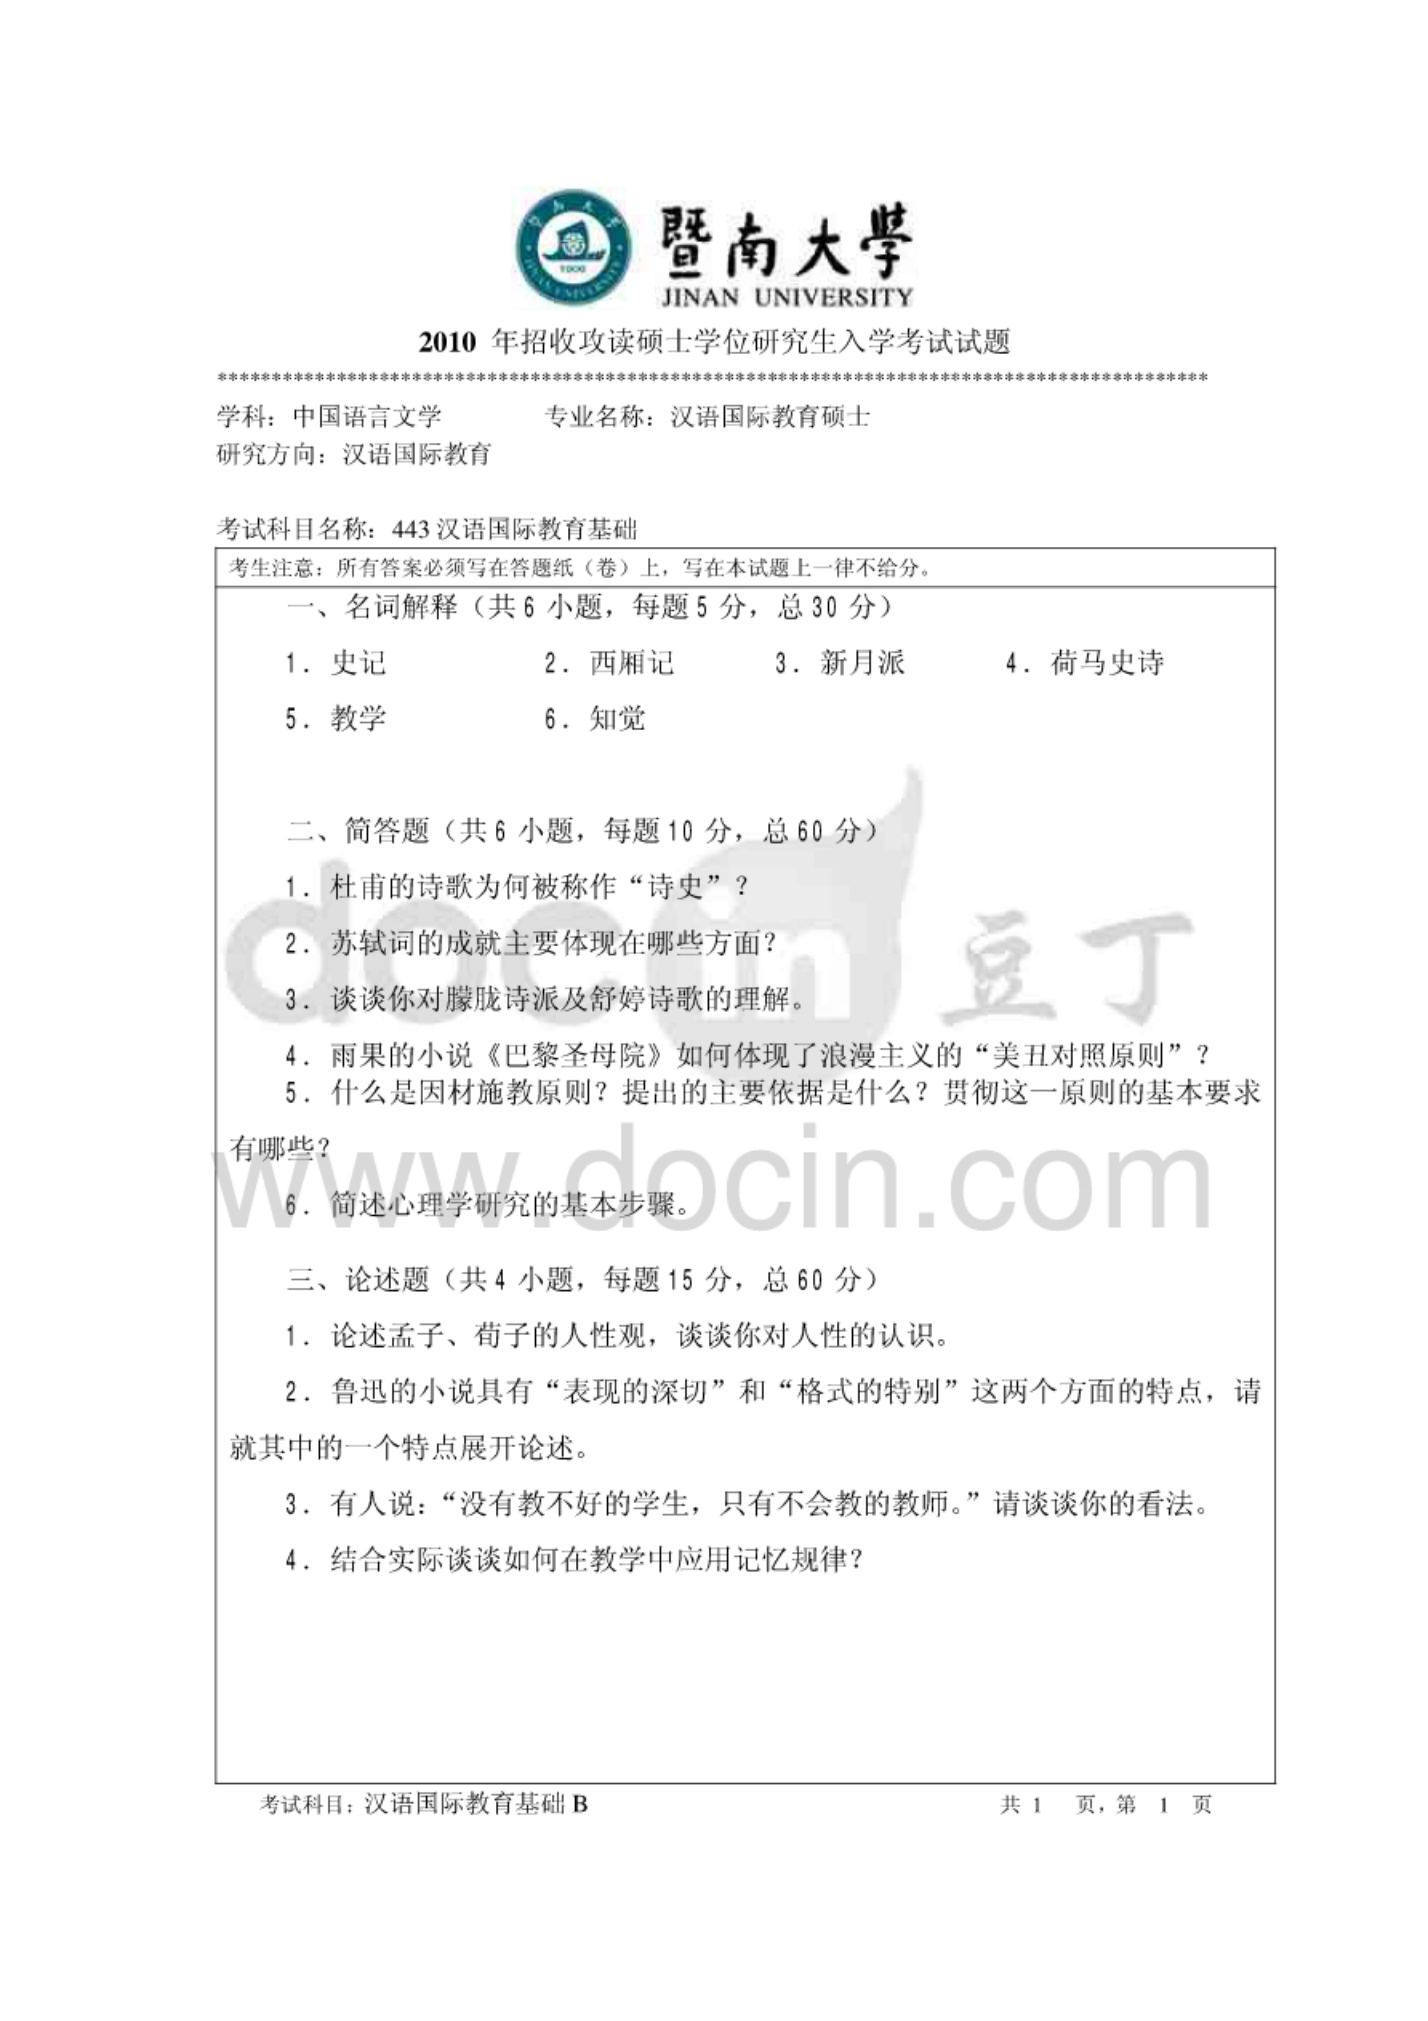 暨南大學
JINAN UNIVERSITY
2010 年招收攻读硕士学位研究生入学考试试题
********************************************************************************************
学科：中国语言文学 专业名称：汉语国际教育硕士
研究方向：汉语国际教育
考试科目名称：443 汉语国际教育基础
考生注意：所有答案必须写在答题纸（卷）上，写在本试题上一律不给分。
一、名词解释（共 6 小题，每题 5 分，总 30 分）
1．史记 2．西厢记 3．新月派 4．荷马史诗
5．教学 6．知觉
二、简答题（共 6 小题，每题 10 分，总 60 分）
1．杜甫的诗歌为何被称作“诗史”？
2．苏轼词的成就主要体现在哪些方面？
3．谈谈你对朦胧诗派及舒婷诗歌的理解。
docin 豆丁
4．雨果的小说《巴黎圣母院》如何体现了浪漫主义的“美丑对照原则”？
5．什么是因材施教原则？提出的主要依据是什么？贯彻这一原则的基本要求
有哪些？
www.docin.com
6．简述心理学研究的基本步骤。
三、论述题（共 4 小题，每题 15 分，总 60 分）
1．论述孟子、荀子的人性观，谈谈你对人性的认识。
2．鲁迅的小说具有“表现的深切”和“格式的特别”这两个方面的特点，请
就其中的一个特点展开论述。
3．有人说：“没有教不好的学生，只有不会教的教师。”请谈谈你的看法。
4．结合实际谈谈如何在教学中应用记忆规律？
考试科目：汉语国际教育基础 B 共 1 页，第 1 页